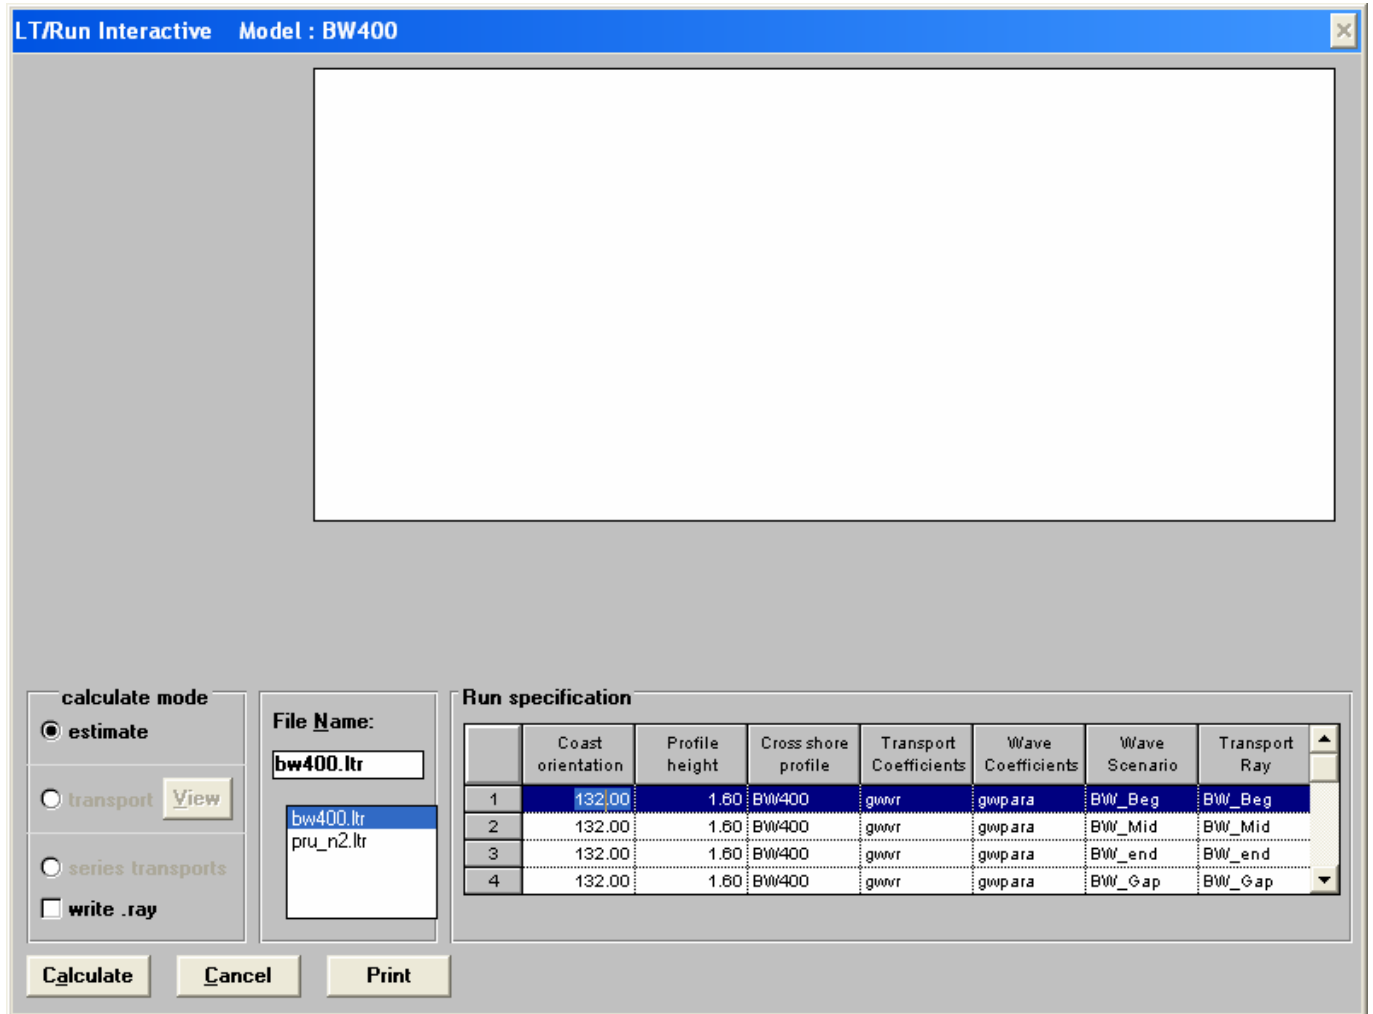 LT/Run Interactive Model : BW400
calculate mode
estimate
transport View
series transports
write .ray
File Name:
bw400.ltr
bw400.ltr
pru_n2.ltr
Run specification
Coast orientation Profile height Cross shore profile Transport Coefficients Wave Coefficients Wave Scenario Transport Ray
1 132.00 1.60 BW400 gwvr gwpara BW_Beg BW_Beg
2 132.00 1.60 BW400 gwvr gwpara BW_Mid BW_Mid
3 132.00 1.60 BW400 gwvr gwpara BW_end BW_end
4 132.00 1.60 BW400 gwvr gwpara BW_Gap BW_Gap
Calculate Cancel Print